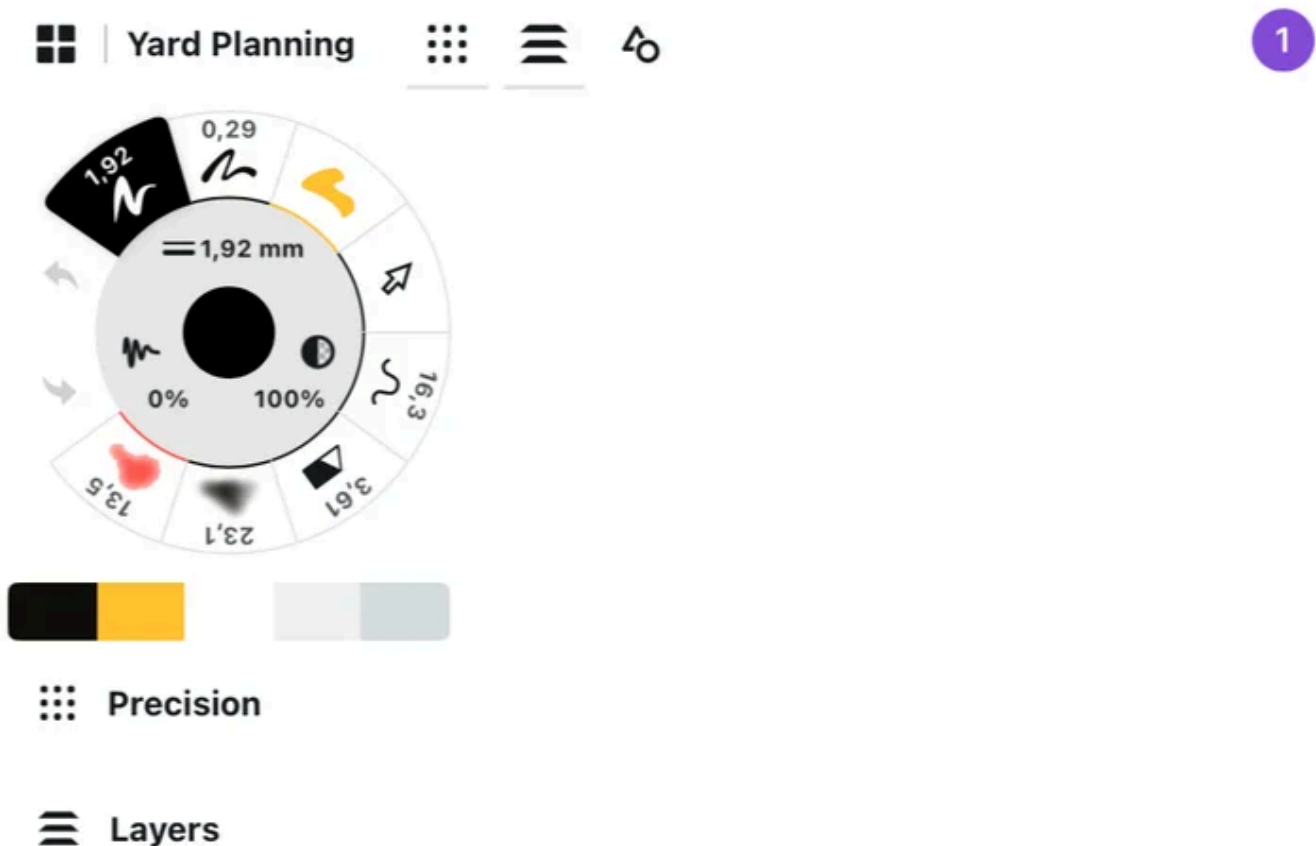 Yard Planning
1
0,29
1,92
1,92 mm
16,3
0%
100%
3,61
13,5
23,1
Precision
Layers